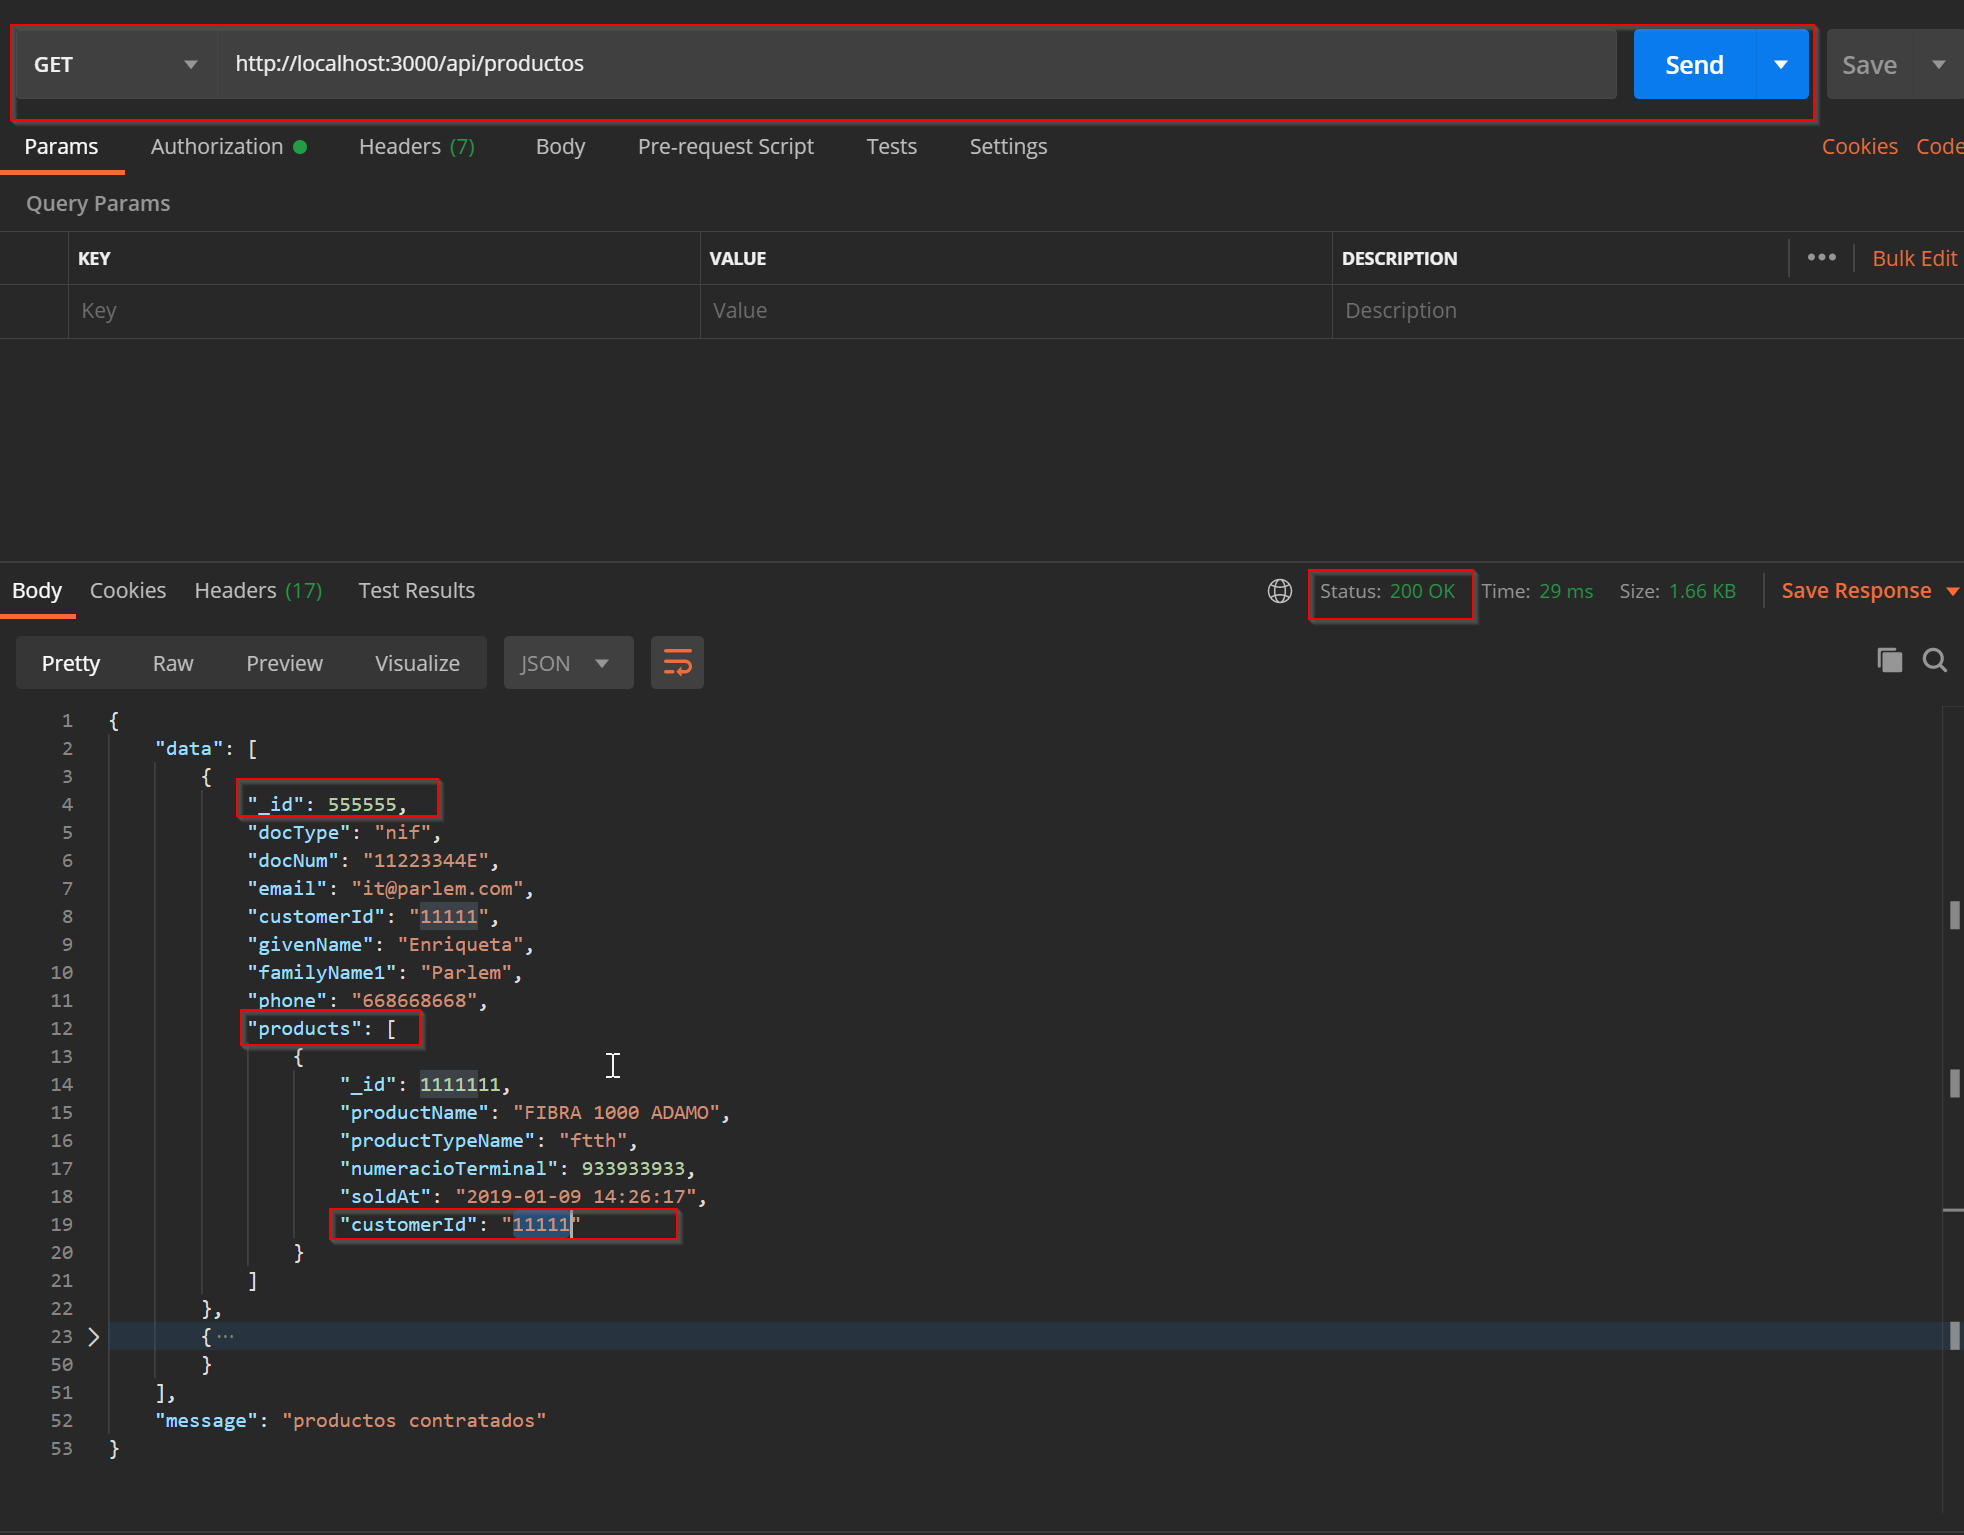 GET http://localhost:3000/api/productos Send Save
Params Authorization Headers (7) Body Pre-request Script Tests Settings Cookies Code
Query Params
KEY VALUE DESCRIPTION ••• Bulk Edit
Key Value Description
Body Cookies Headers (17) Test Results Status: 200 OK Time: 29 ms Size: 1.66 KB Save Response
Pretty Raw Preview Visualize JSON
1 {
2 "data": [
3 {
4 "_id": 555555,
5 "docType": "nif",
6 "docNum": "11223344E",
7 "email": "it@parlem.com",
8 "customerId": "11111",
9 "givenName": "Enriqueta",
10 "familyName1": "Parlem",
11 "phone": "668668668",
12 "products": [
13 {
14 "_id": 1111111,
15 "productName": "FIBRA 1000 ADAMO",
16 "productTypeName": "ftth",
17 "numeracioTerminal": 933933933,
18 "soldAt": "2019-01-09 14:26:17",
19 "customerId": "11111"
20 }
21 ]
22 },
23 { ···
50 }
51 ],
52 "message": "productos contratados"
53 }